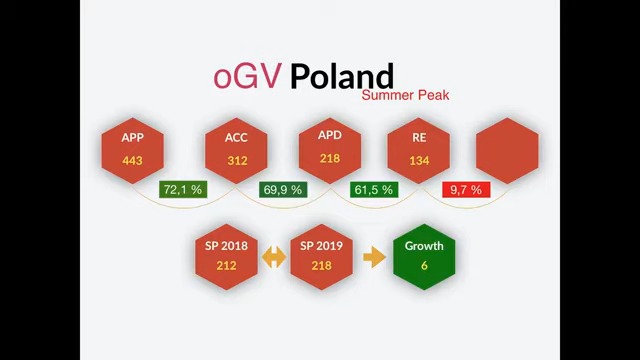 oGV Poland
Summer Peak
APP
443
ACC
312
APD
218
RE
134
72,1 %
69,9 %
61,5 %
9,7 %
SP 2018
212
SP 2019
218
Growth
6